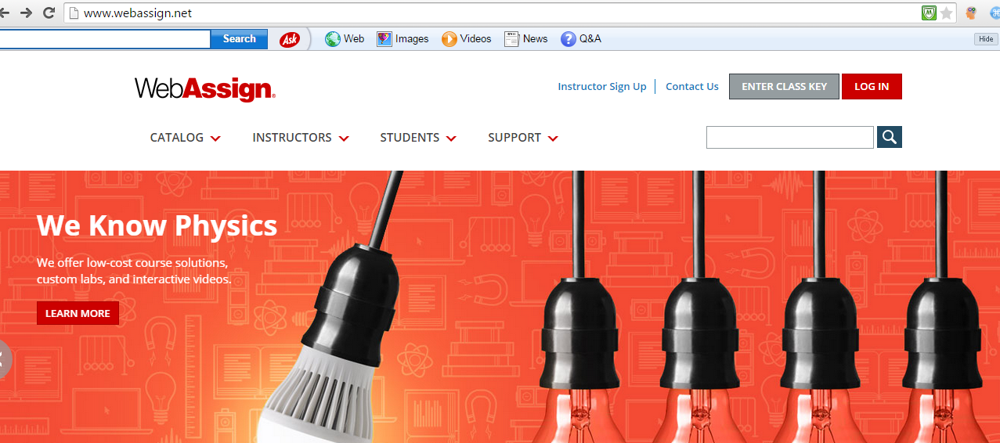 www.webassign.net
Search Ask Web Images Videos News Q&A Hide
WebAssign
Instructor Sign Up Contact Us ENTER CLASS KEY LOG IN
CATALOG INSTRUCTORS STUDENTS SUPPORT
We Know Physics
We offer low-cost course solutions,
custom labs, and interactive videos.
LEARN MORE